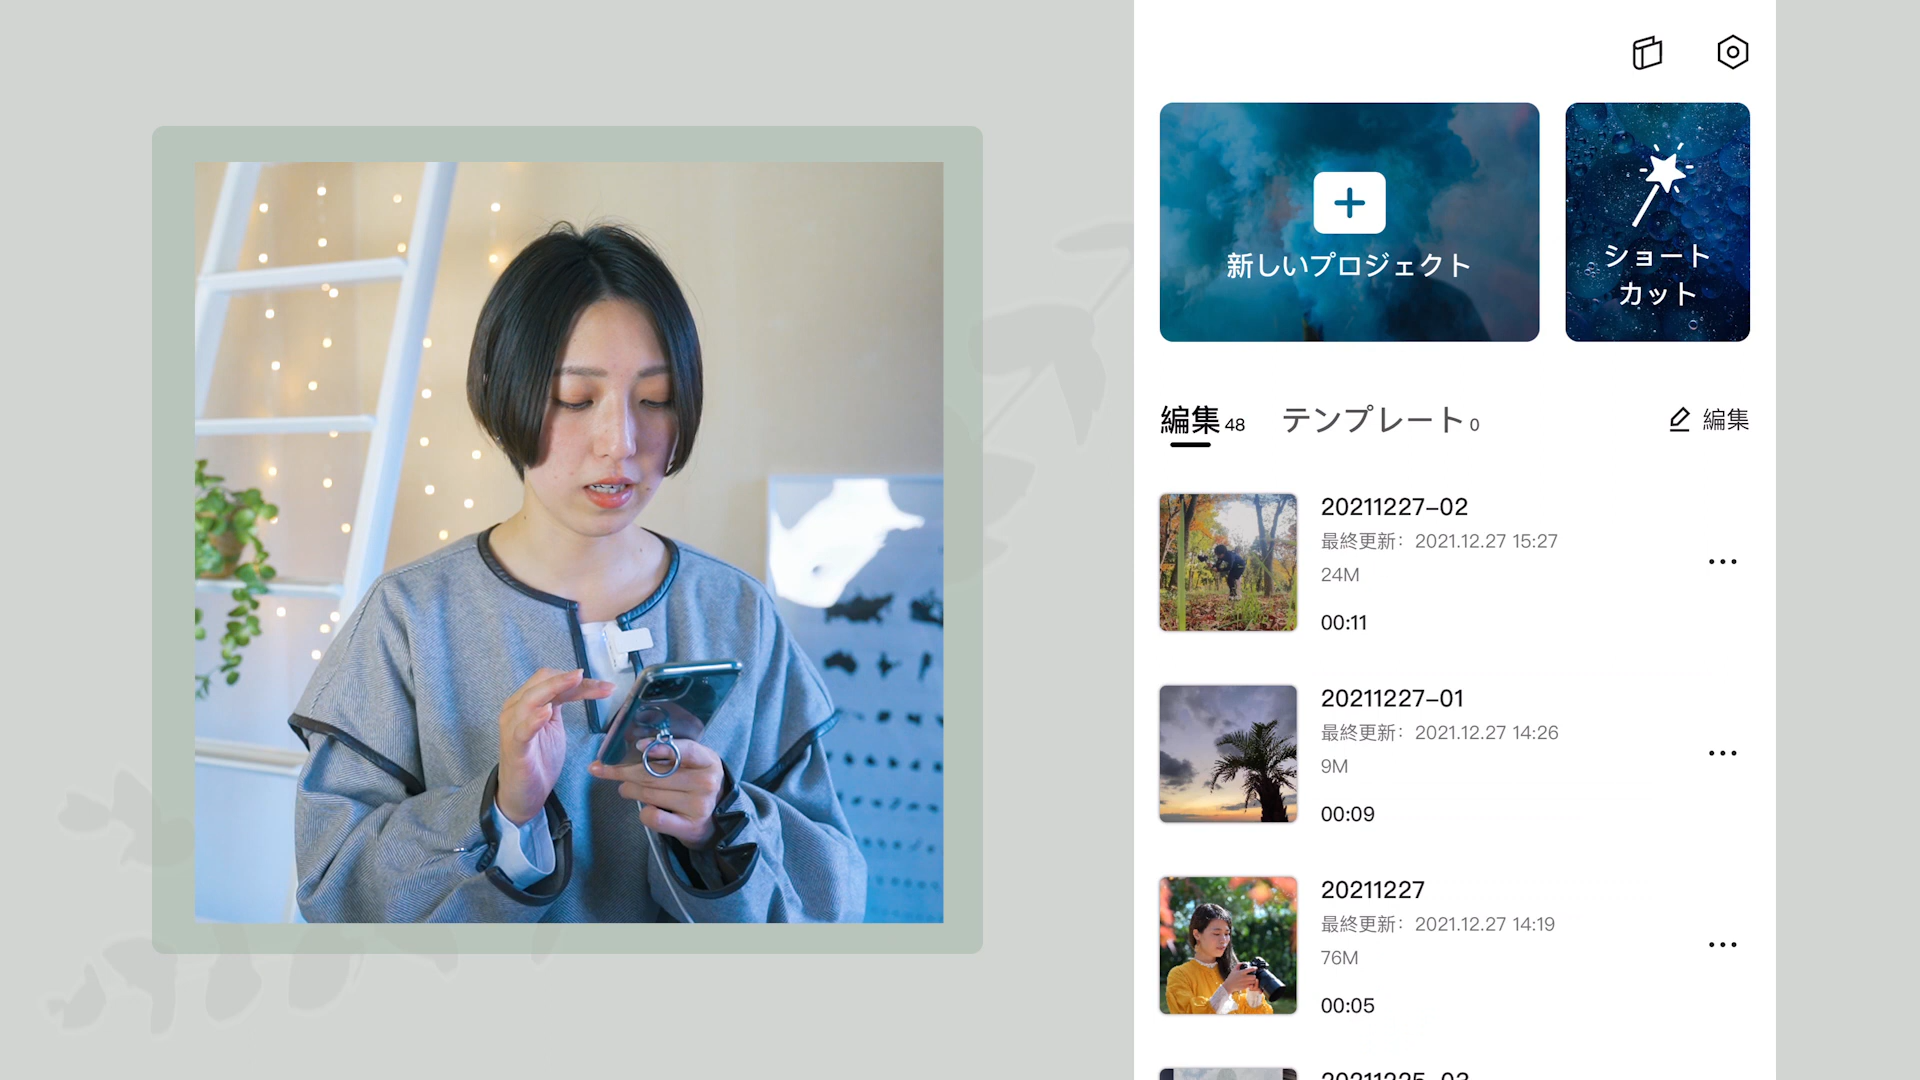 新しいプロジェクト
ショート
カット
編集 48
テンプレート 0
編集
20211227-02
最終更新: 2021.12.27 15:27
24M
00:11
20211227-01
最終更新: 2021.12.27 14:26
9M
00:09
20211227
最終更新: 2021.12.27 14:19
76M
00:05
20211225-03